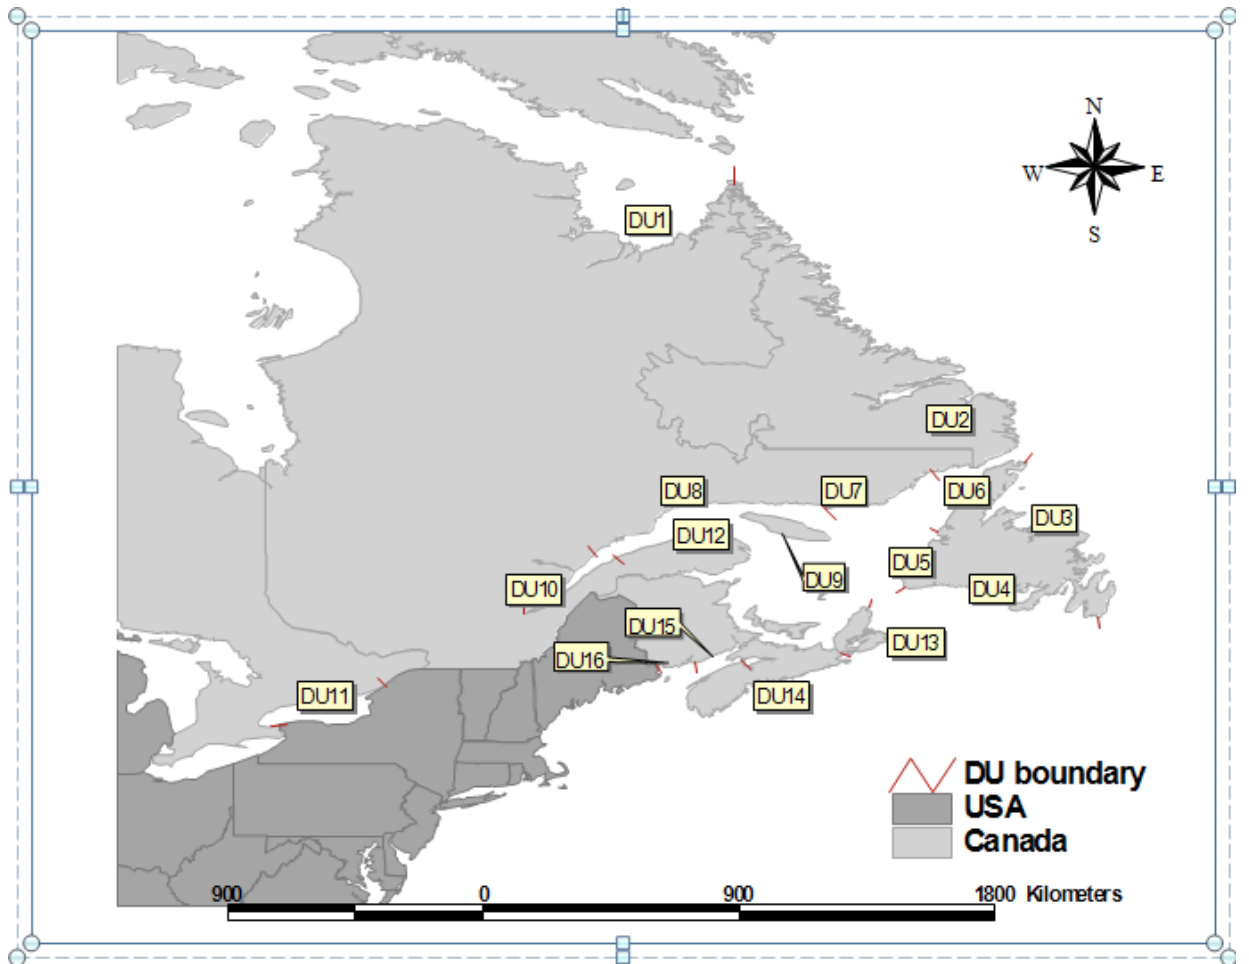 N
W E
S
DU1
DU2
DU8
DU7
DU6
DU3
DU12
DU5
DU9
DU10
DU4
DU15
DU13
DU16
DU11
DU14
DU boundary
USA
Canada
900 0 900 1800 Kilometers